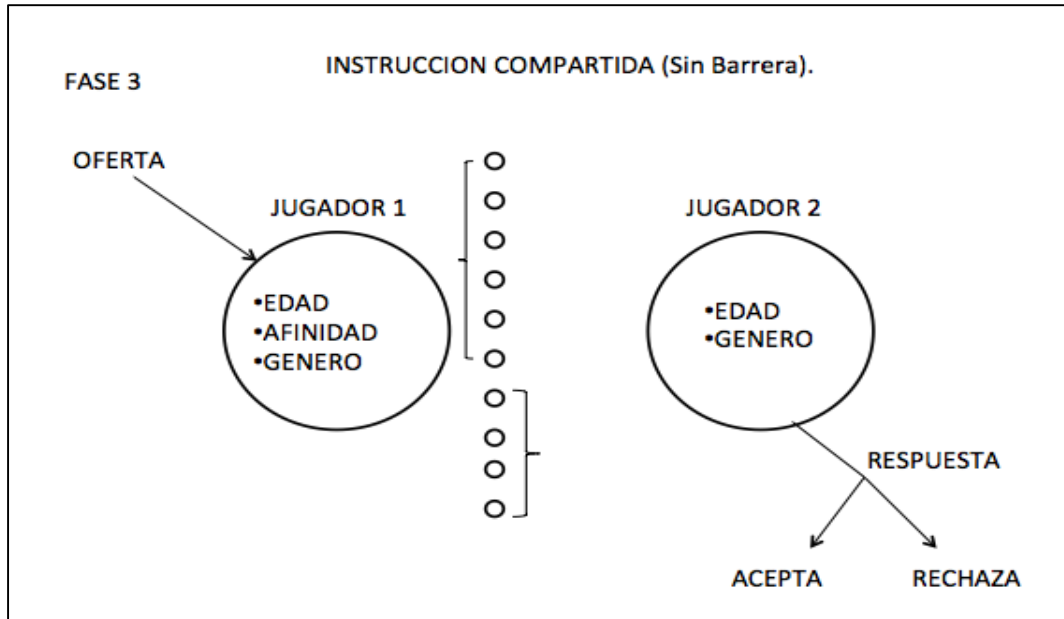 INSTRUCCION COMPARTIDA (Sin Barrera).
FASE 3
OFERTA
JUGADOR 1
JUGADOR 2
•EDAD
•AFINIDAD
•GENERO
•EDAD
•GENERO
RESPUESTA
ACEPTA
RECHAZA